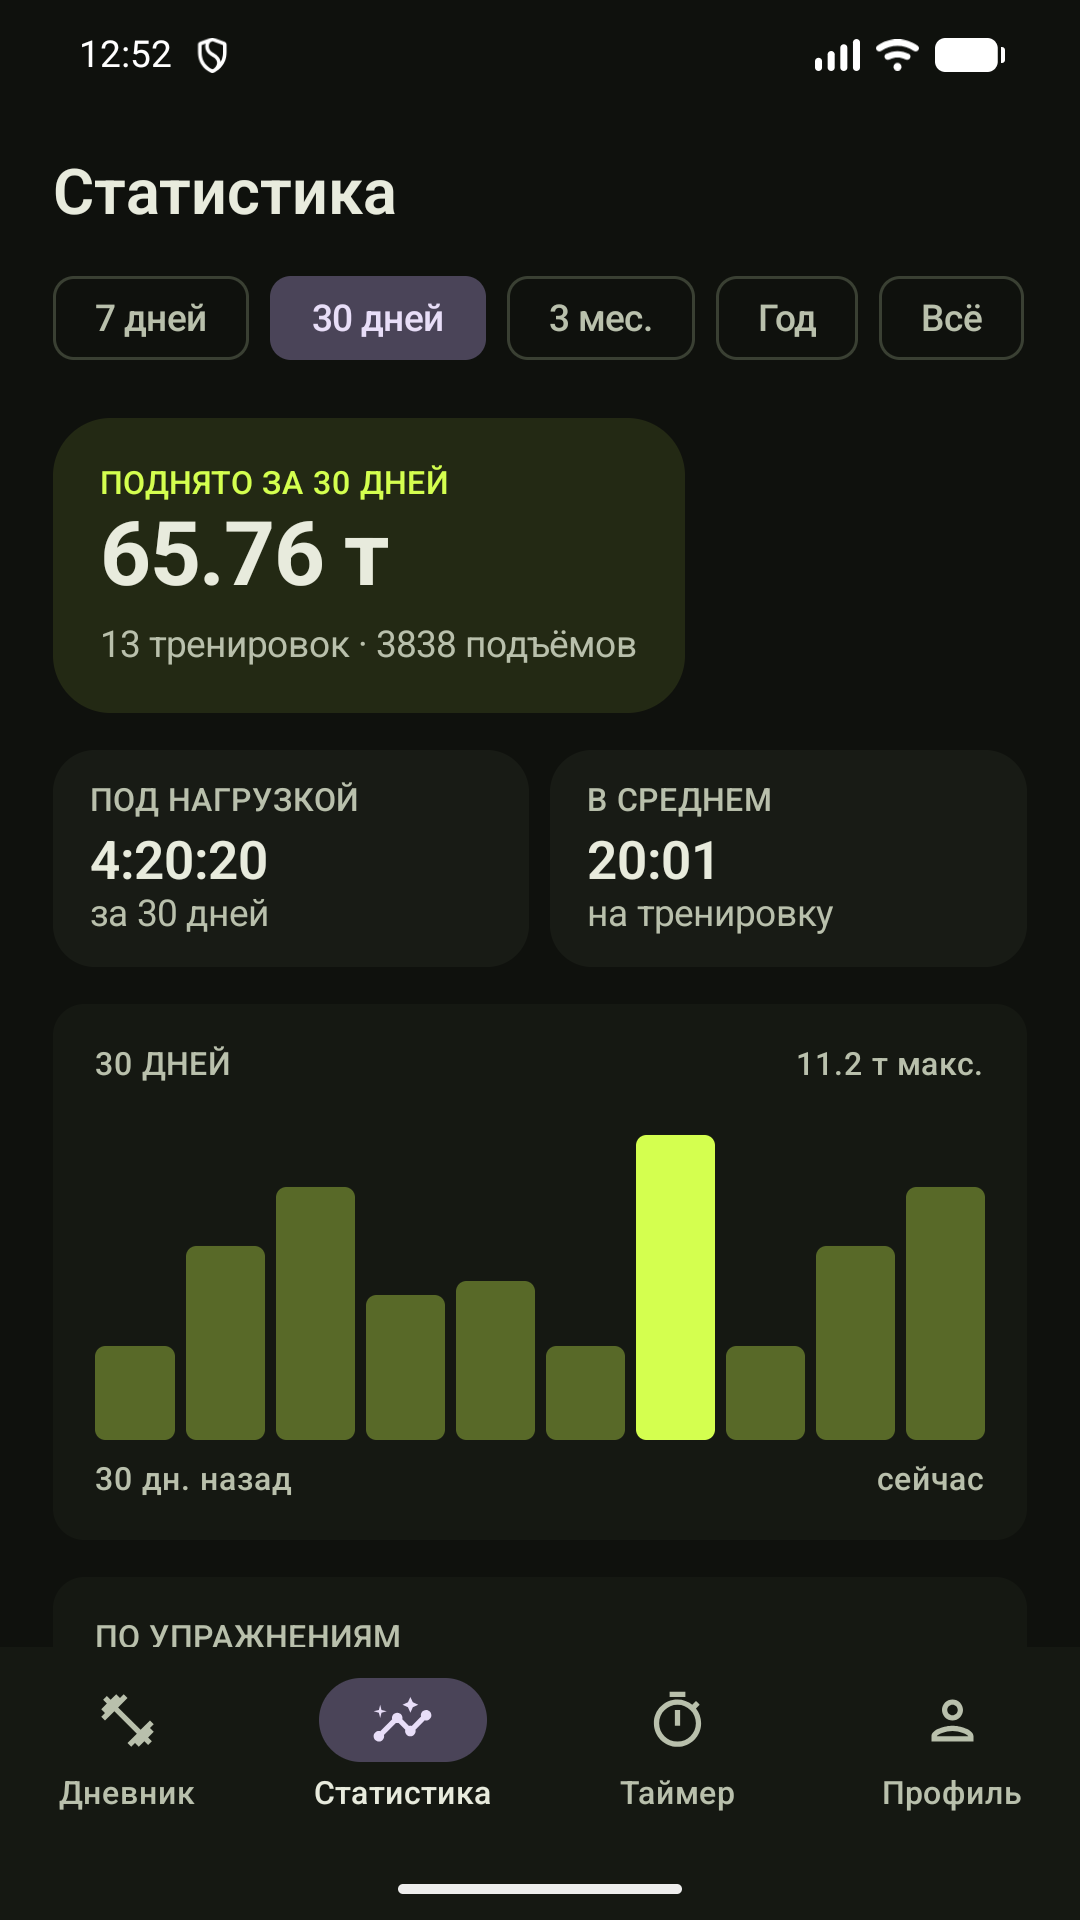 12:52
Статистика
7 дней 30 дней 3 мес. Год Всё
ПОДНЯТО ЗА 30 ДНЕЙ
65.76 т
13 тренировок · 3838 подъёмов
ПОД НАГРУЗКОЙ
4:20:20
за 30 дней
В СРЕДНЕМ
20:01
на тренировку
30 ДНЕЙ 11.2 т макс.
30 дн. назад сейчас
ПО УПРАЖНЕНИЯМ
Дневник Статистика Таймер Профиль